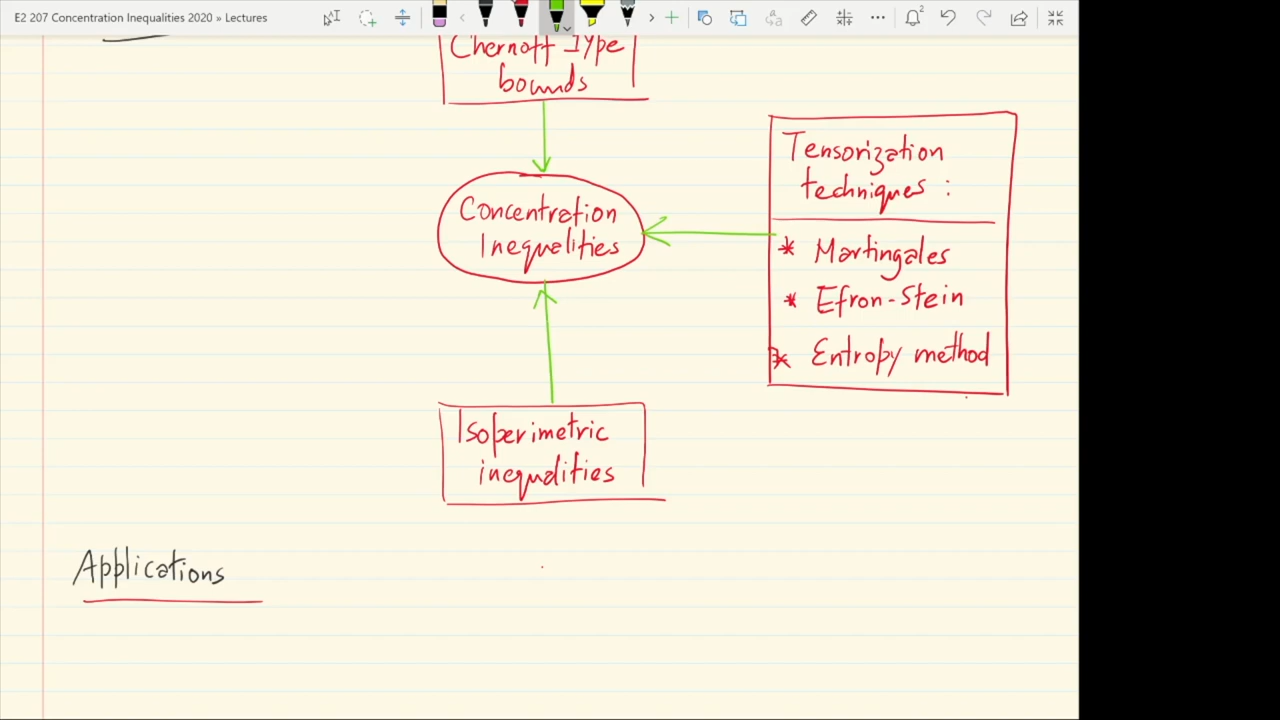 E2 207 Concentration Inequalities 2020 » Lectures
2
Chernoff Type
bounds
Concentration
Inequalities
Tensorization
techniques :
* Martingales
* Efron-Stein
* Entropy method
Isoperimetric
inequalities
Applications